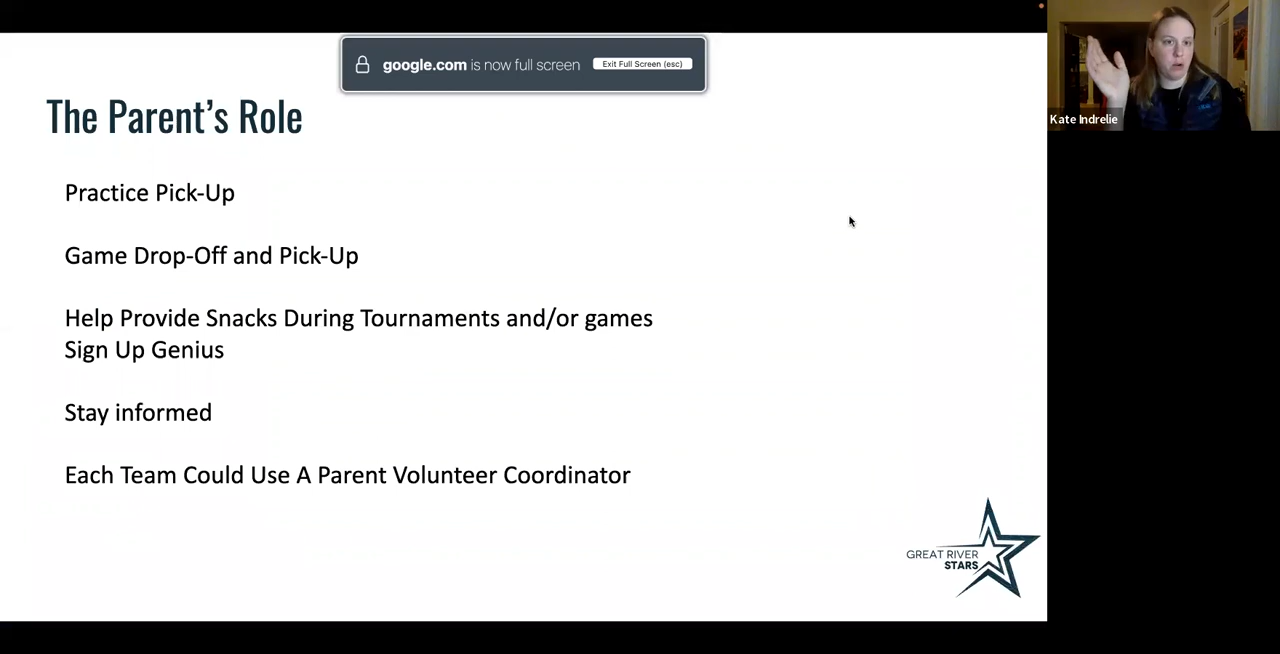 google.com is now full screen
Exit Full Screen (esc)
The Parent's Role
Kate Indrelie
Practice Pick-Up
Game Drop-Off and Pick-Up
Help Provide Snacks During Tournaments and/or games
Sign Up Genius
Stay informed
Each Team Could Use A Parent Volunteer Coordinator
GREAT RIVER
STARS